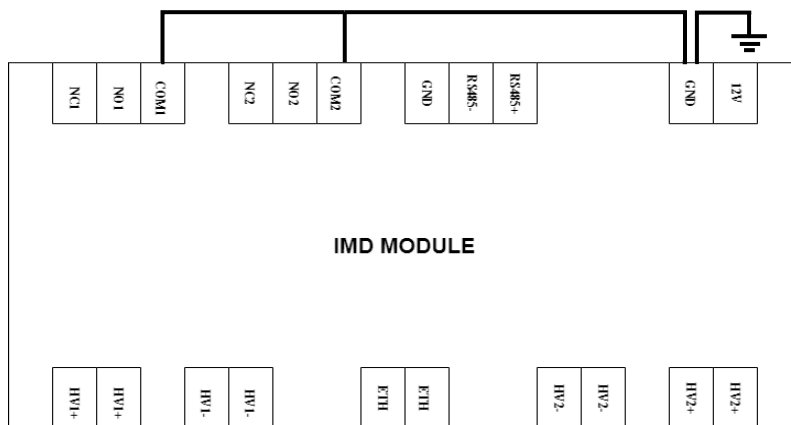 NC1 NO1 COM1 NC2 NO2 COM2 GND RS485- RS485+ GND 12V
IMD MODULE
HV1+ HV1+ HV1- HV1- ETH ETH HV2- HV2- HV2+ HV2+